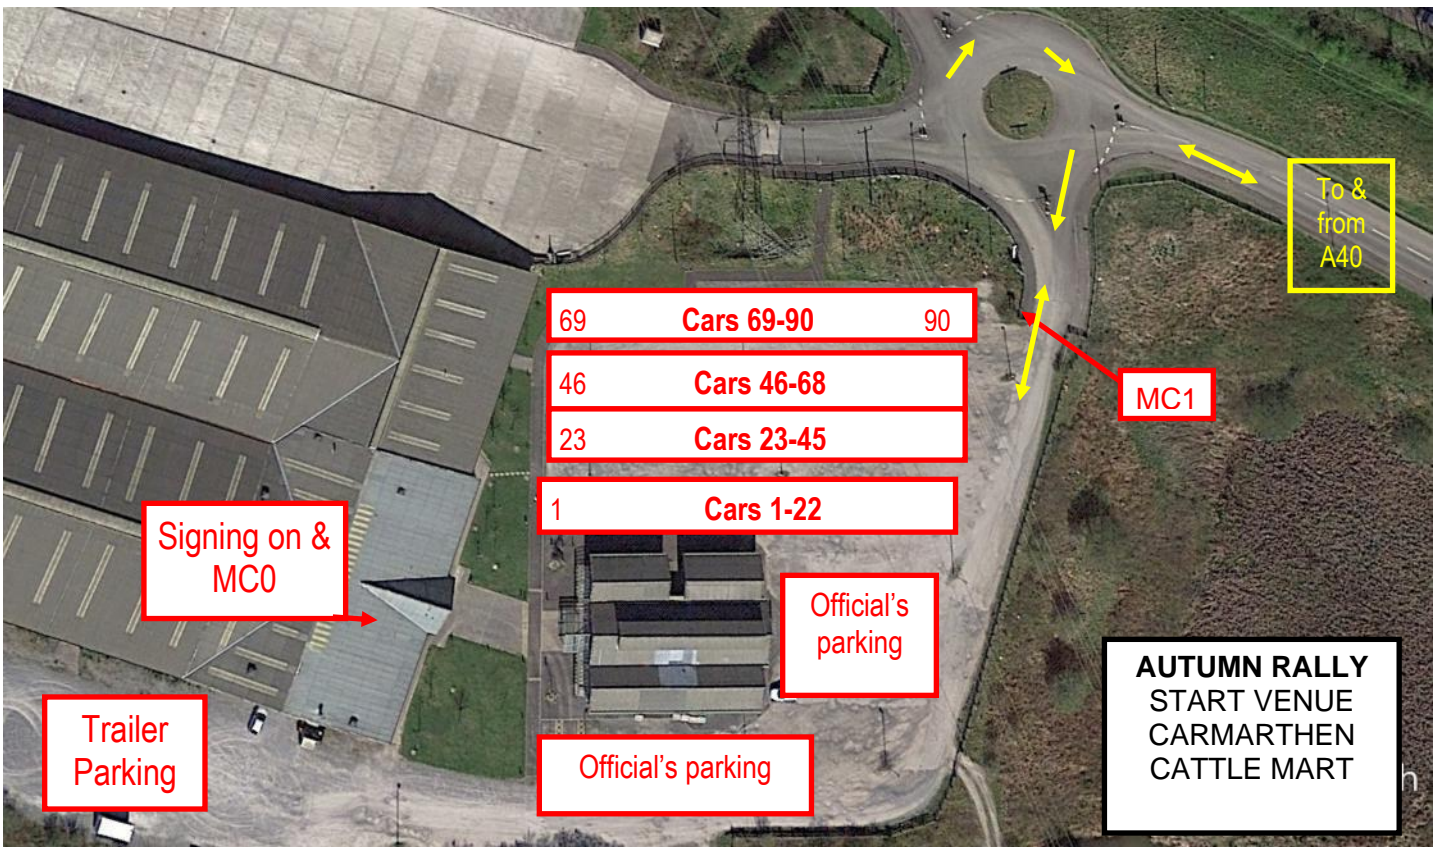 To &
from
A40
69 Cars 69-90 90
46 Cars 46-68
MC1
23 Cars 23-45
1 Cars 1-22
Signing on &
MC0
Official’s
parking
AUTUMN RALLY
START VENUE
CARMARTHEN
CATTLE MART
Trailer
Parking
Official’s parking
h